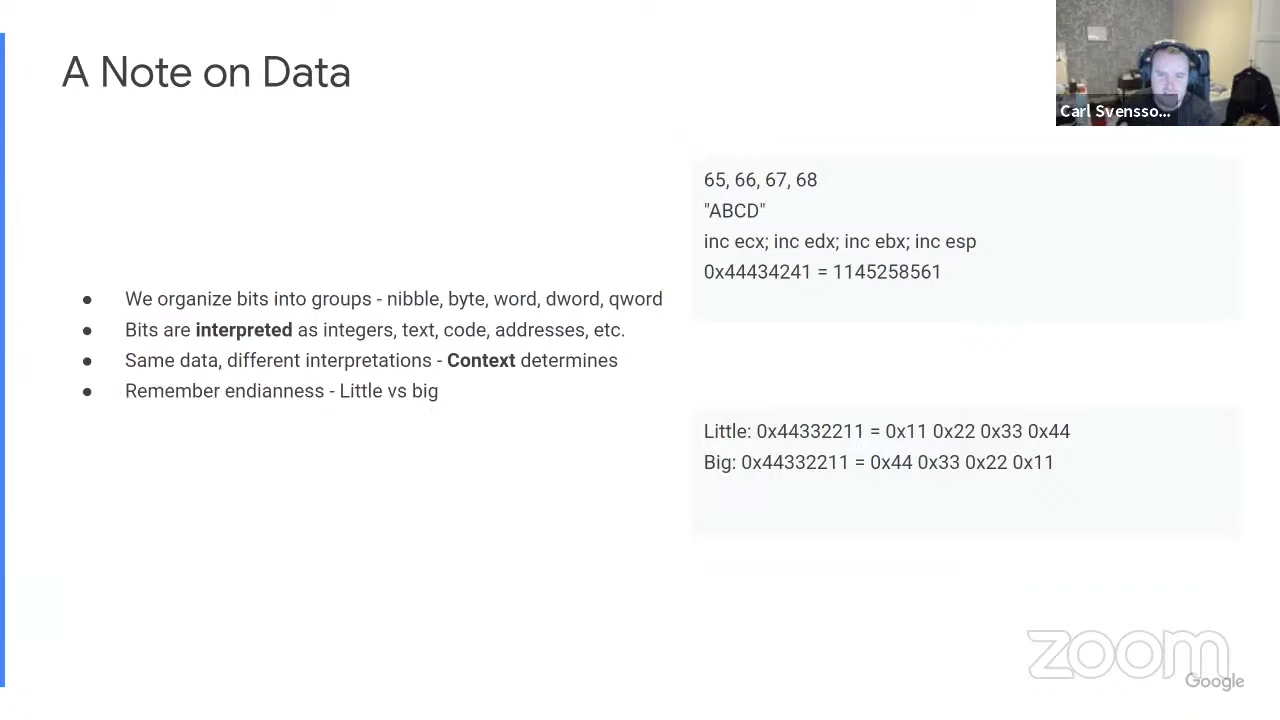 A Note on Data
Carl Svensso...
65, 66, 67, 68
"ABCD"
inc ecx; inc edx; inc ebx; inc esp
0x44434241 = 1145258561
● We organize bits into groups - nibble, byte, word, dword, qword
● Bits are interpreted as integers, text, code, addresses, etc.
● Same data, different interpretations - Context determines
● Remember endianness - Little vs big
Little: 0x44332211 = 0x11 0x22 0x33 0x44
Big: 0x44332211 = 0x44 0x33 0x22 0x11
zoom
Google